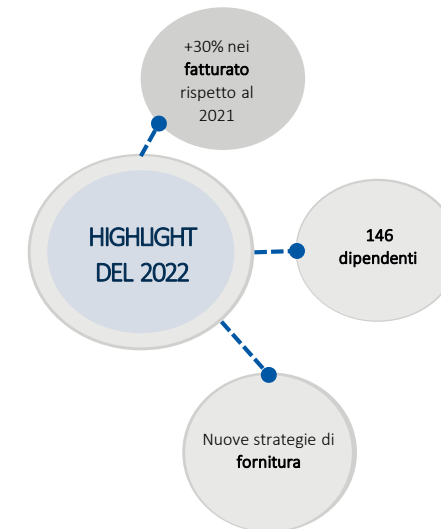 +30% nei
fatturato
rispetto al
2021
HIGHLIGHT
DEL 2022
146
dipendenti
Nuove strategie di
fornitura